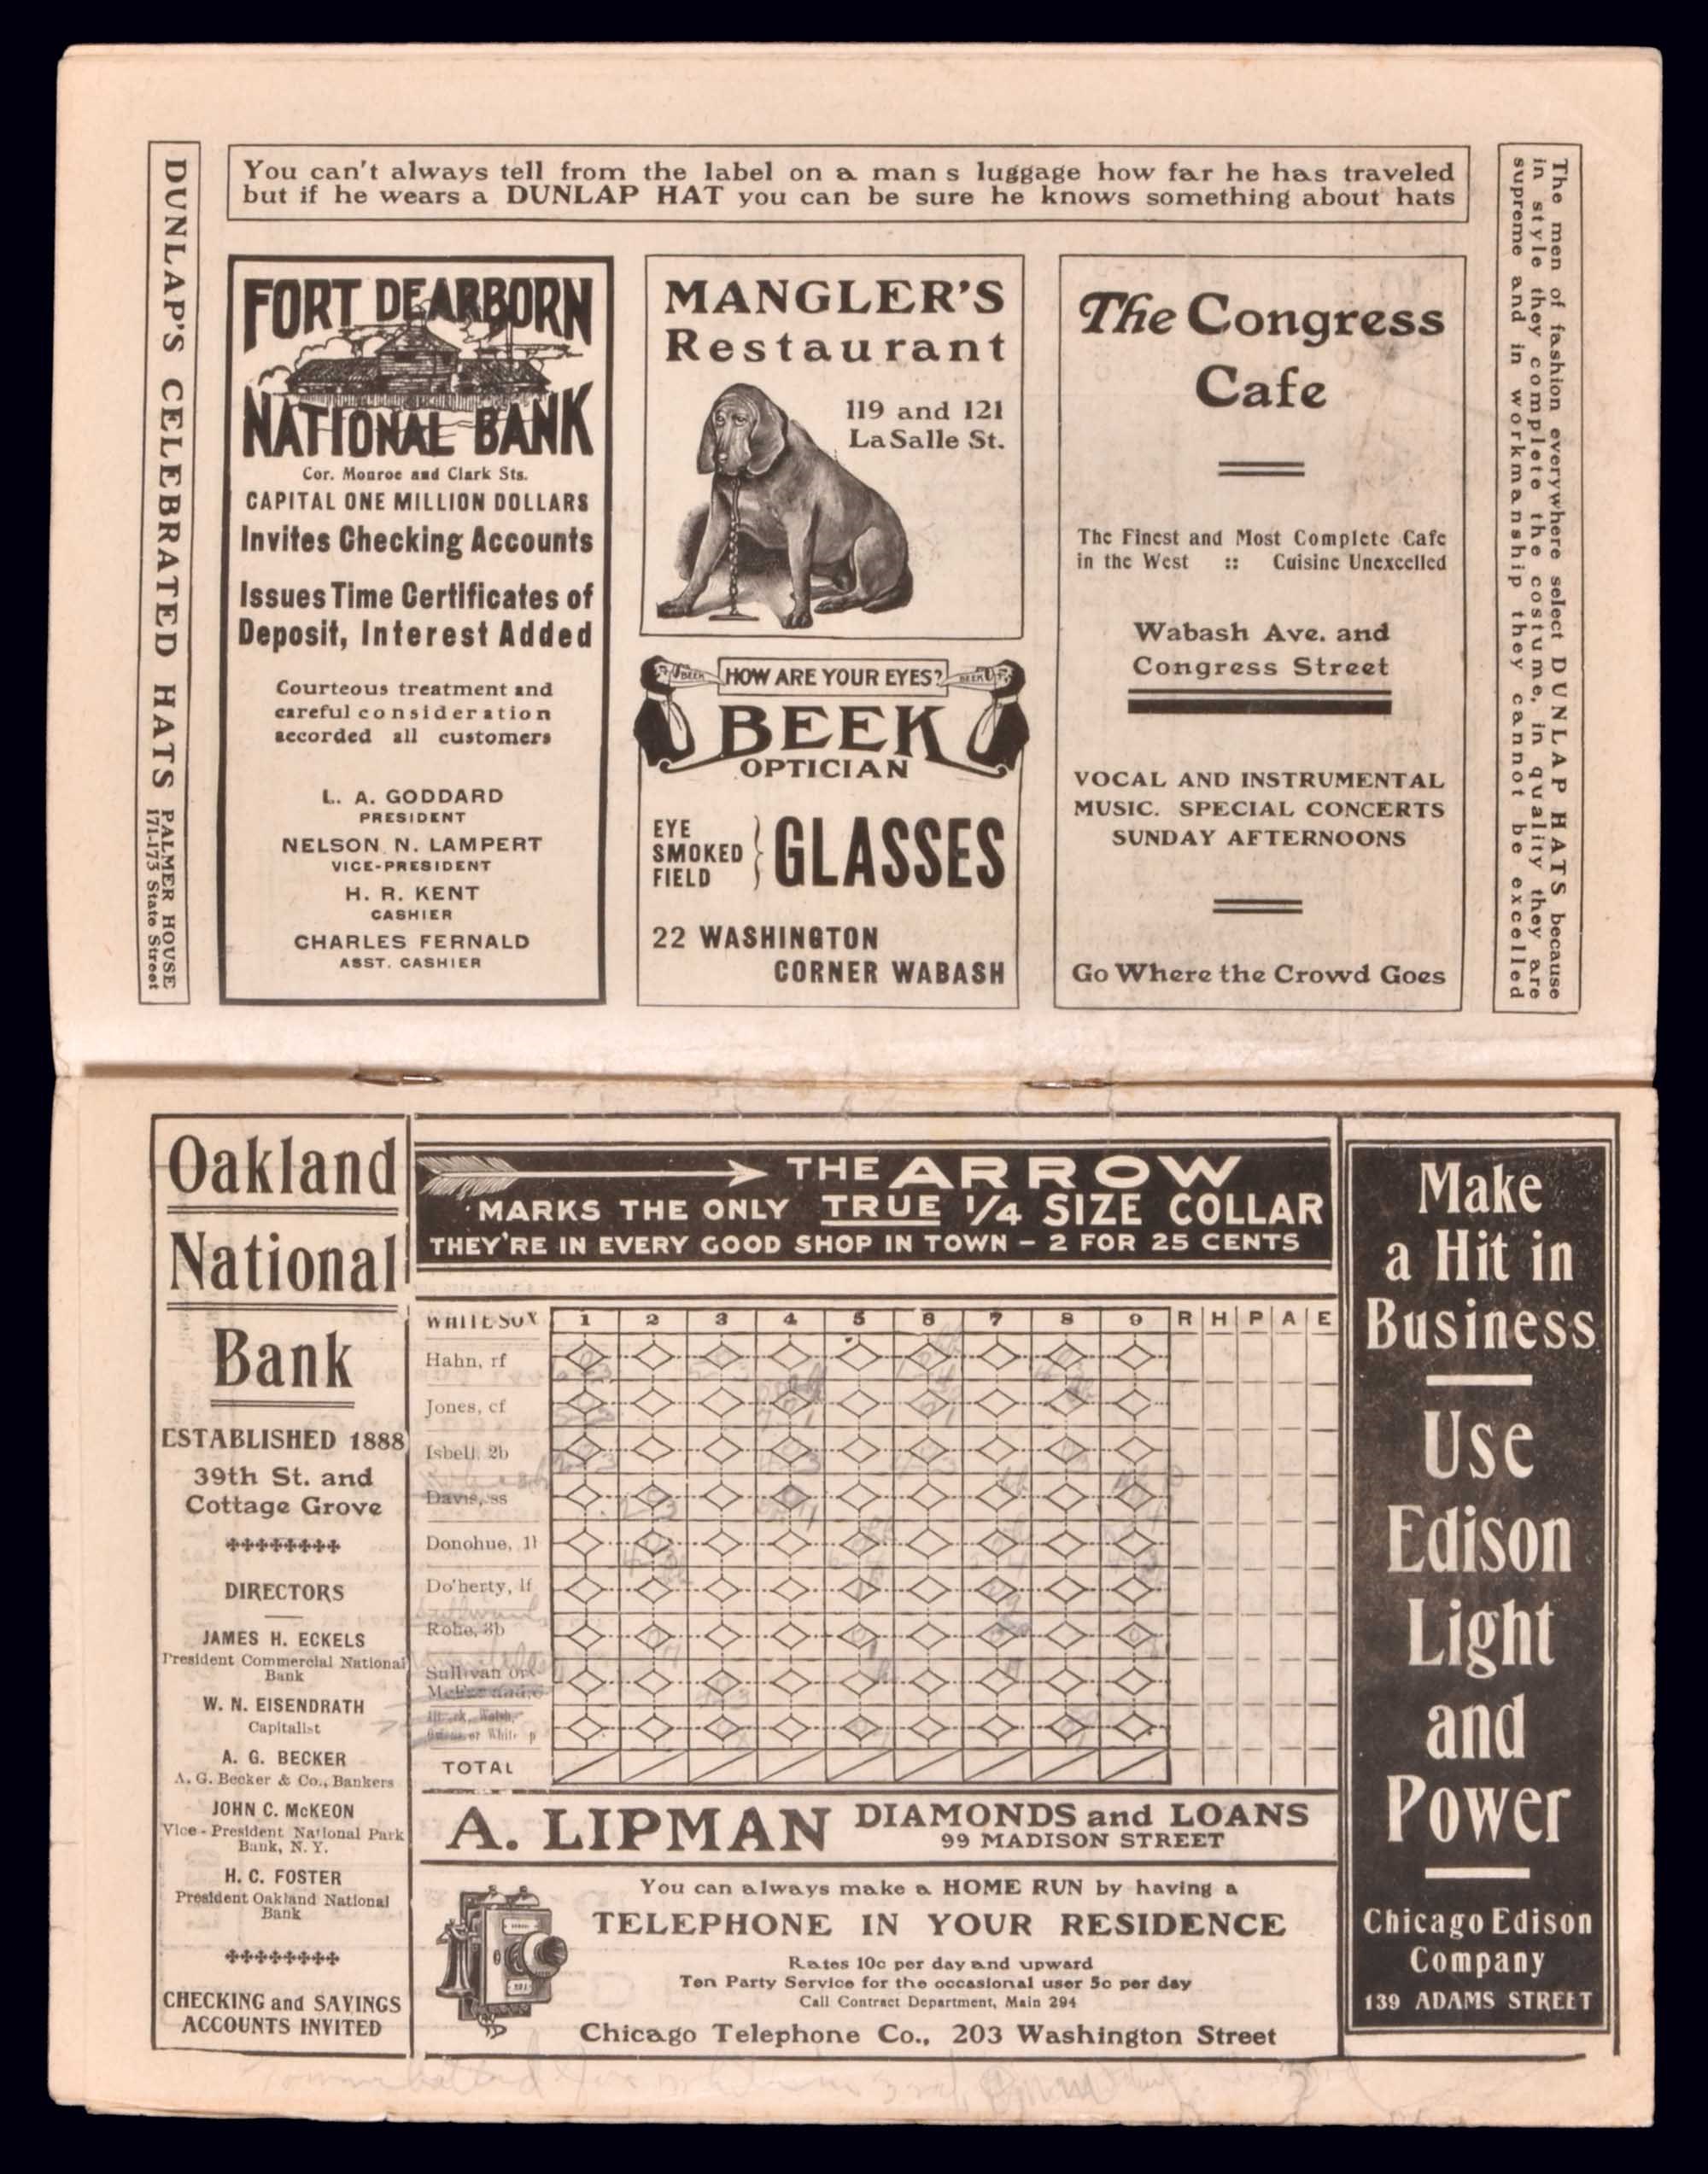 You can't always tell from the label on a man s luggage how far he has traveled
but if he wears a DUNLAP HAT you can be sure he knows something about hats
DUNLAP'S CELEBRATED HATS
PALMER HOUSE
171-173 State Street
FORT DEARBORN
NATIONAL BANK
Cor. Monroe and Clark Sts.
CAPITAL ONE MILLION DOLLARS
Invites Checking Accounts
Issues Time Certificates of
Deposit, Interest Added
Courteous treatment and
careful consideration
accorded all customers
L. A. GODDARD
PRESIDENT
NELSON N. LAMPERT
VICE-PRESIDENT
H. R. KENT
CASHIER
CHARLES FERNALD
ASST. CASHIER
MANGLER'S
Restaurant
119 and 121
LaSalle St.
BEEK
BEEK
HOW ARE YOUR EYES?
BEEK
OPTICIAN
EYE
SMOKED
FIELD
GLASSES
22 WASHINGTON
CORNER WABASH
The Congress
Cafe
The Finest and Most Complete Cafe
in the West :: Cuisine Unexcelled
Wabash Ave. and
Congress Street
VOCAL AND INSTRUMENTAL
MUSIC. SPECIAL CONCERTS
SUNDAY AFTERNOONS
Go Where the Crowd Goes
The men of fashion everywhere select DUNLAP HATS because
in style they complete the costume, in quality they are
supreme and in workmanship they cannot be excelled
Oakland
National
Bank
ESTABLISHED 1888
39th St. and
Cottage Grove
DIRECTORS
JAMES H. ECKELS
President Commercial National
Bank
W. N. EISENDRATH
Capitalist
A. G. BECKER
A. G. Becker & Co., Bankers
JOHN C. McKEON
Vice-President National Park
Bank, N. Y.
H. C. FOSTER
President Oakland National
Bank
CHECKING and SAVINGS
ACCOUNTS INVITED
THE ARROW
MARKS THE ONLY TRUE 1/4 SIZE COLLAR
THEY'RE IN EVERY GOOD SHOP IN TOWN – 2 FOR 25 CENTS
WHITE SOX 1 2 3 4 5 6 7 8 9 R H P A E
Hahn, rf
Jones, cf
Isbell, 2b
Davis, ss
Donohue, 1b
Do'herty, lf
Rohe, 3b
Sullivan or
White p
TOTAL
A. LIPMAN DIAMONDS and LOANS
99 MADISON STREET
You can always make a HOME RUN by having a
TELEPHONE IN YOUR RESIDENCE
Rates 10c per day and upward
Ten Party Service for the occasional user 5c per day
Call Contract Department, Main 294
Chicago Telephone Co., 203 Washington Street
Make
a Hit in
Business
Use
Edison
Light
and
Power
Chicago Edison
Company
139 ADAMS STREET